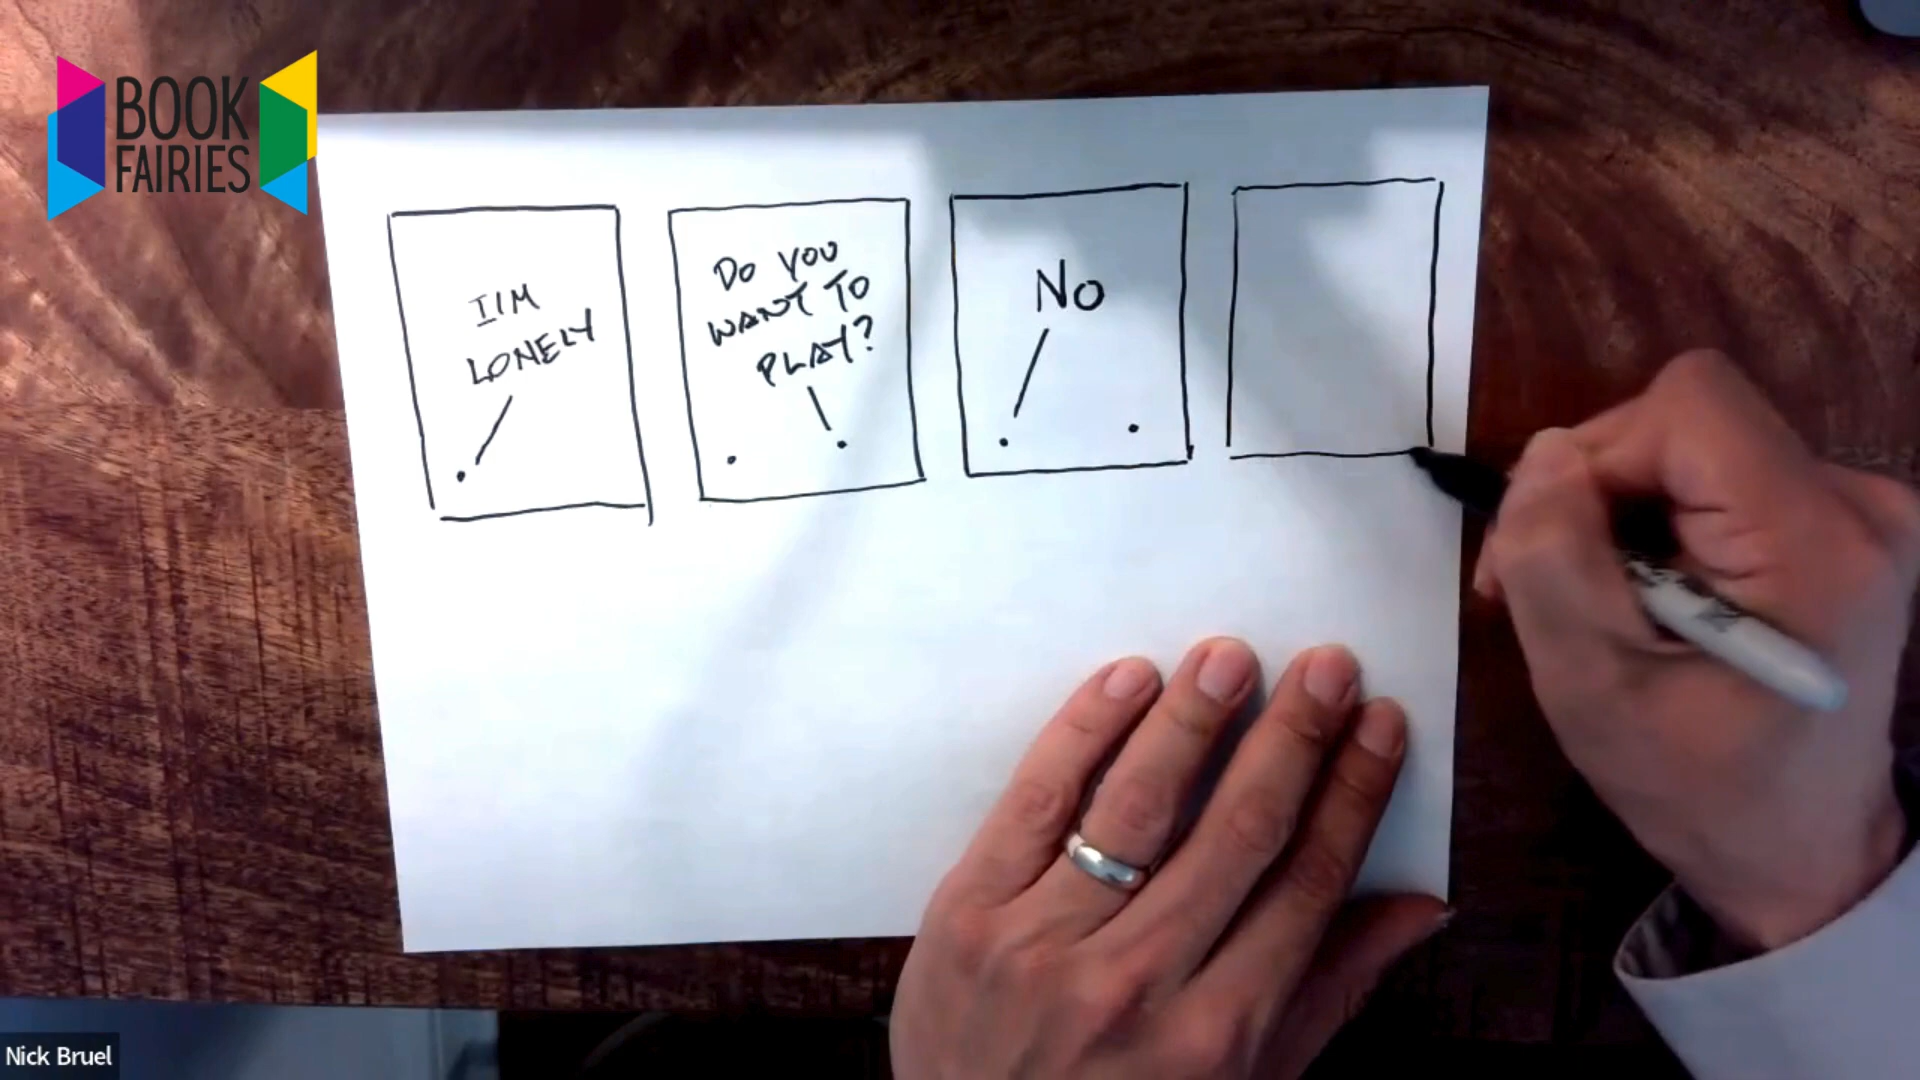 BOOK
FAIRIES
I'M
LONELY
DO YOU
WANT TO
PLAY?
NO
Nick Bruel